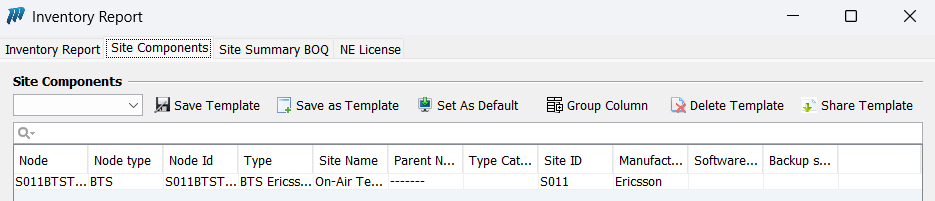 Inventory Report
Inventory Report Site Components Site Summary BOQ NE License
Site Components
Save Template Save as Template Set As Default Group Column Delete Template Share Template
Node Node type Node Id Type Site Name Parent N... Type Cat... Site ID Manufact... Software... Backup s...
S011BTST... BTS S011BTST... BTS Ericss... On-Air Te... ------- S011 Ericsson